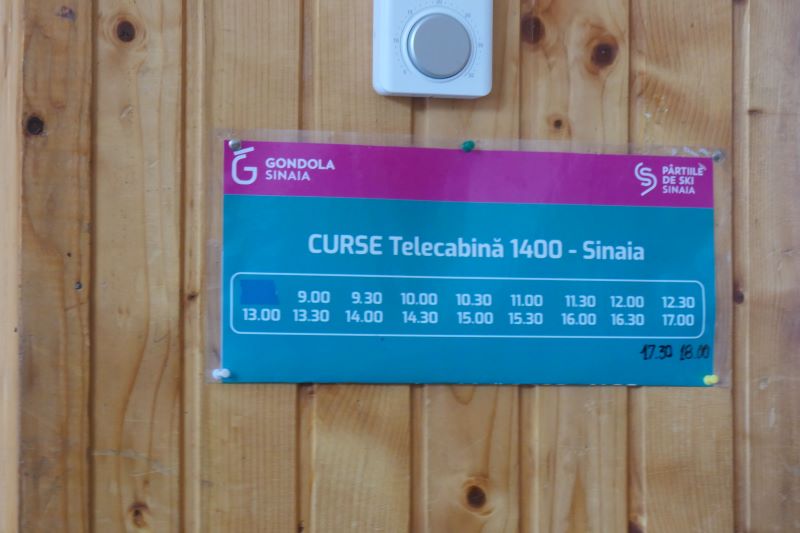 GONDOLA
SINAIA
PÂRTIILE
DE SKI
SINAIA
CURSE Telecabină 1400 - Sinaia
9.00 9.30 10.00 10.30 11.00 11.30 12.00 12.30
13.00 13.30 14.00 14.30 15.00 15.30 16.00 16.30 17.00
17.30 18.00